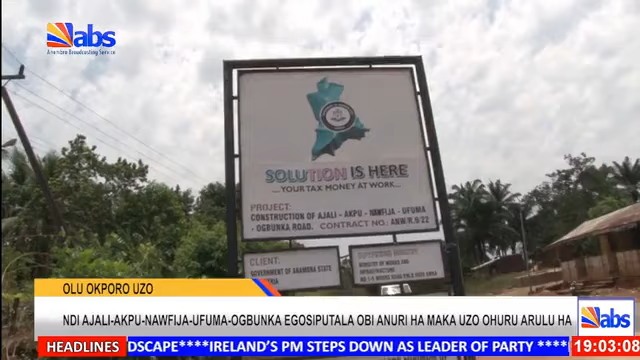 abs
Anambra Broadcasting Service
SOLUTION IS HERE
... YOUR TAX MONEY AT WORK...
PROJECT:
CONSTRUCTION OF AJALI - AKPU - NAWFIJA - UFUMA
- OGBUNKA ROAD. CONTRACT NO.: ANW/R.9/22
CLIENT:
GOVERNMENT OF ANAMBRA STATE
MINISTRY OF WORKS AND
INFRASTRUCTURE
OLU OKPORO UZO
NDI AJALI-AKPU-NAWFIJA-UFUMA-OGBUNKA EGOSIPUTALA OBI ANURI HA MAKA UZO OHURU ARULU HA
abs
HEADLINES
DSCAPE****IRELAND'S PM STEPS DOWN AS LEADER OF PARTY ****
19:03:08